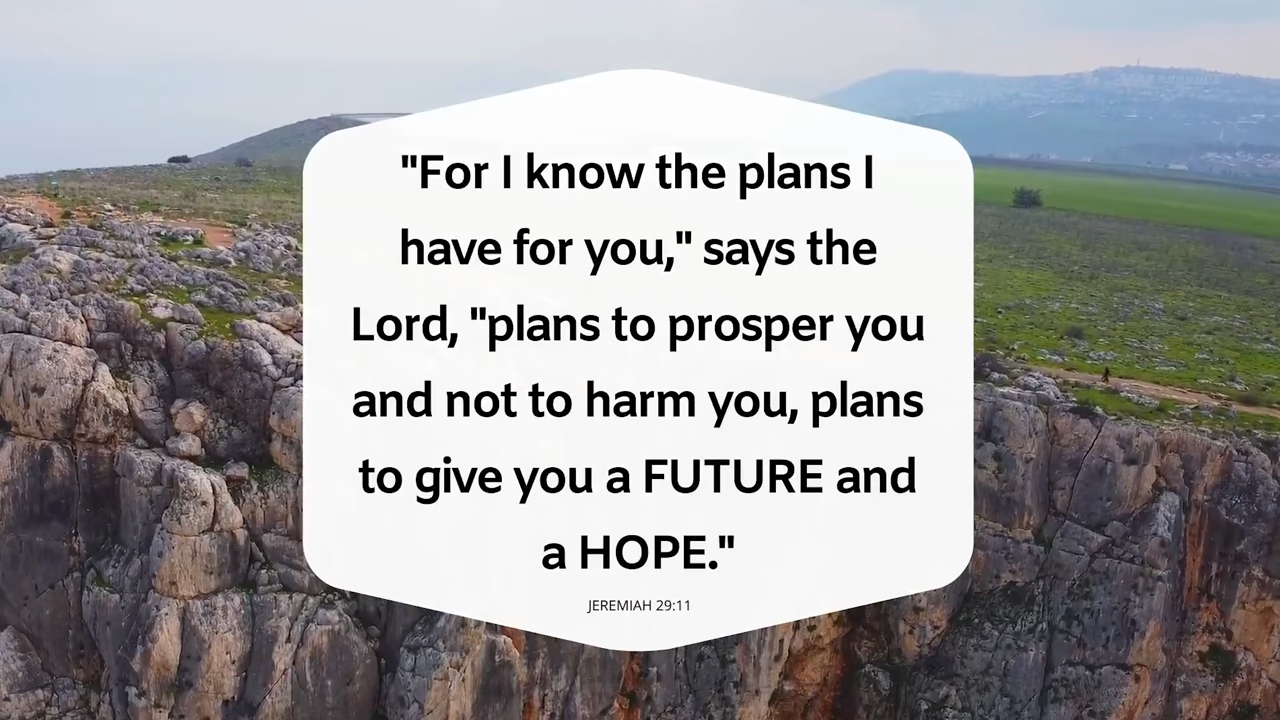 "For I know the plans I
have for you," says the
Lord, "plans to prosper you
and not to harm you, plans
to give you a FUTURE and
a HOPE."
JEREMIAH 29:11